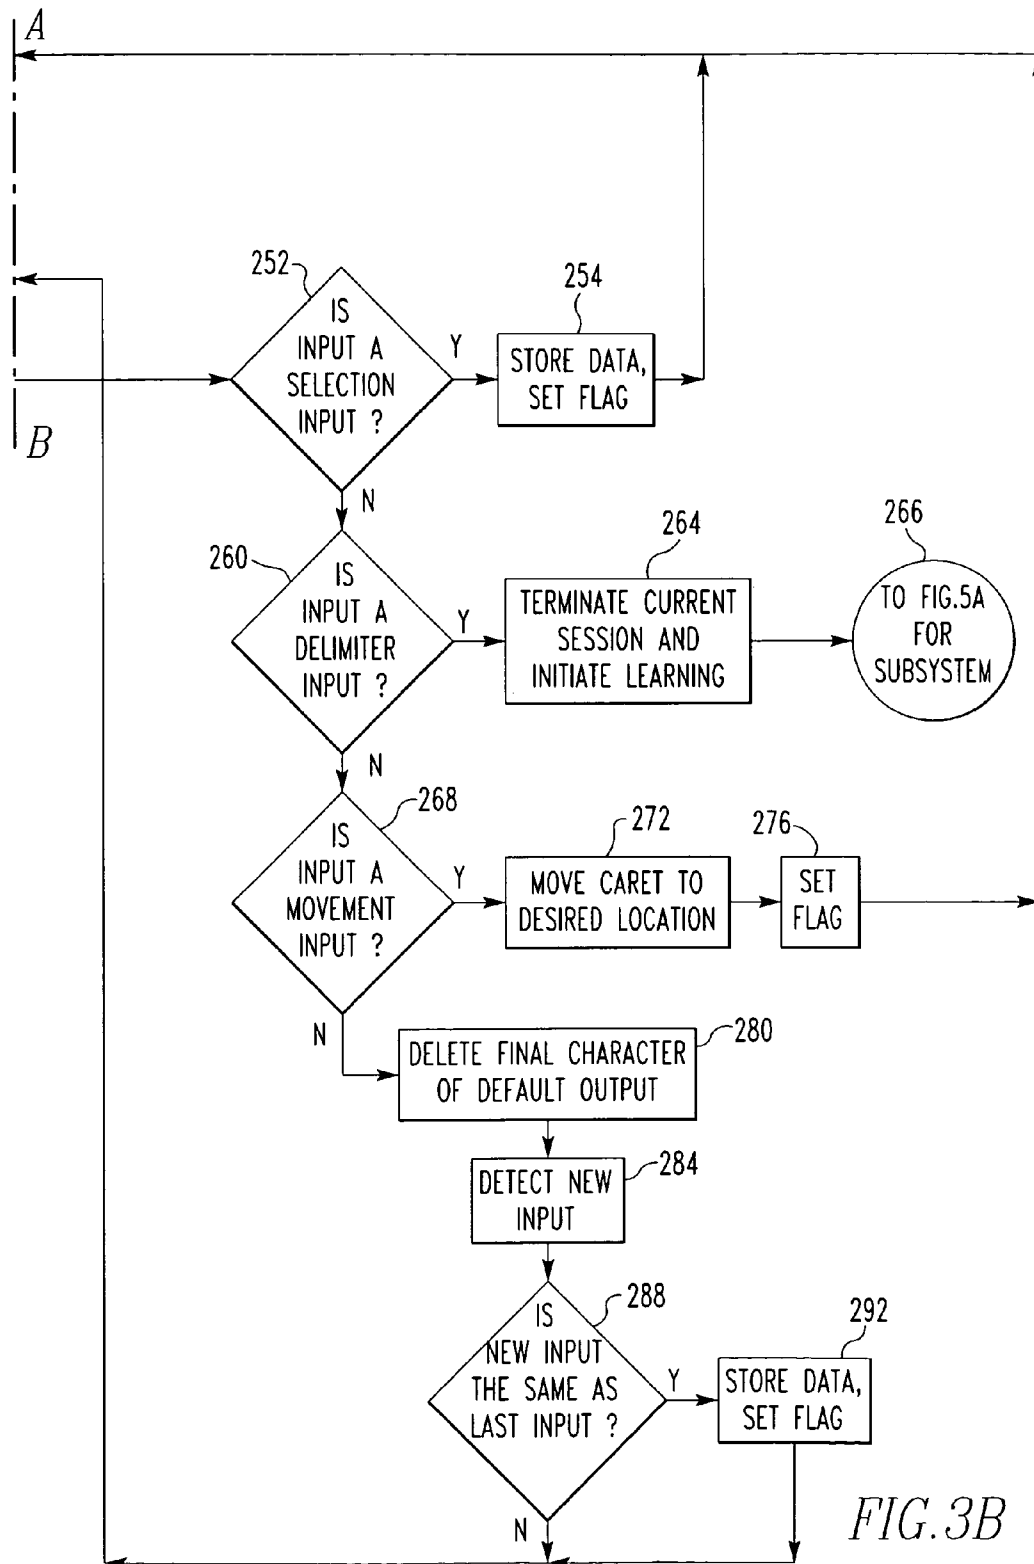 A
252
IS
INPUT A
SELECTION
INPUT ?
Y
254
STORE DATA,
SET FLAG
B
N
260
IS
INPUT A
DELIMITER
INPUT ?
Y
264
TERMINATE CURRENT
SESSION AND
INITIATE LEARNING
266
TO FIG.5A
FOR
SUBSYSTEM
N
268
IS
INPUT A
MOVEMENT
INPUT ?
Y
272
MOVE CARET TO
DESIRED LOCATION
276
SET
FLAG
N
280
DELETE FINAL CHARACTER
OF DEFAULT OUTPUT
284
DETECT NEW
INPUT
288
IS
NEW INPUT
THE SAME AS
LAST INPUT ?
Y
292
STORE DATA,
SET FLAG
N
FIG.3B